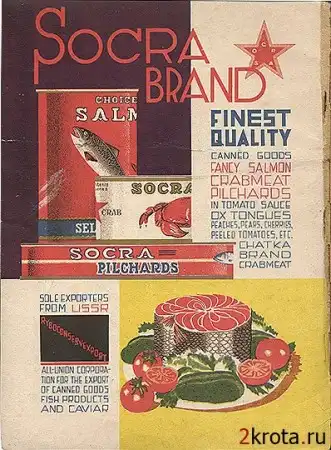 SOCRA
BRAND
SOCRA
FINEST
QUALITY
CANNED GOODS
FANCY SALMON
CRABMEAT
PILCHARDS
IN TOMATO SAUCE
OX TONGUES
PEACHES, PEARS, CHERRIES,
PEELED TOMATOES, ETC.
CHATKA
BRAND
CRABMEAT
CHOICE
SALM
SEL
SOCRA
CRAB
SOCRA
PILCHARDS
SOLE EXPORTERS
FROM USSR
RYBOCONSERVEXPORT
ALL-UNION CORPORA-
TION FOR THE EXPORT
OF CANNED GOODS
FISH PRODUCTS
AND CAVIAR
2krota.ru